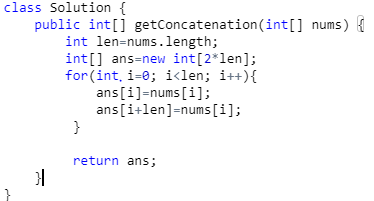 class Solution {
    public int[] getConcatenation(int[] nums) {
        int len=nums.length;
        int[] ans=new int[2*len];
        for(int i=0; i<len; i++){
            ans[i]=nums[i];
            ans[i+len]=nums[i];
         }

         return ans;
    }
}